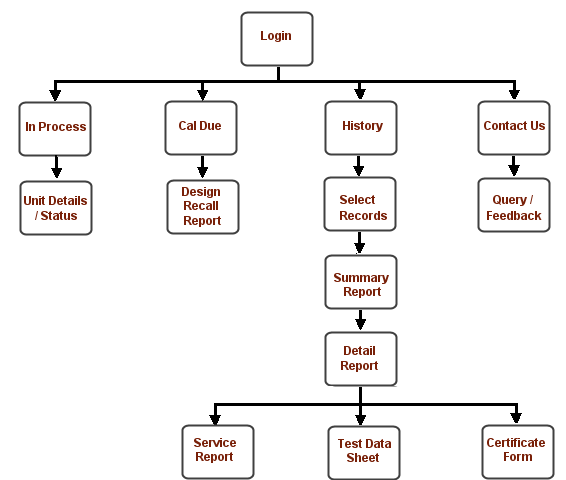 Login
In Process
Cal Due
History
Contact Us
Unit Details
/ Status
Design
Recall
Report
Select
Records
Query /
Feedback
Summary
Report
Detail
Report
Service
Report
Test Data
Sheet
Certificate
Form